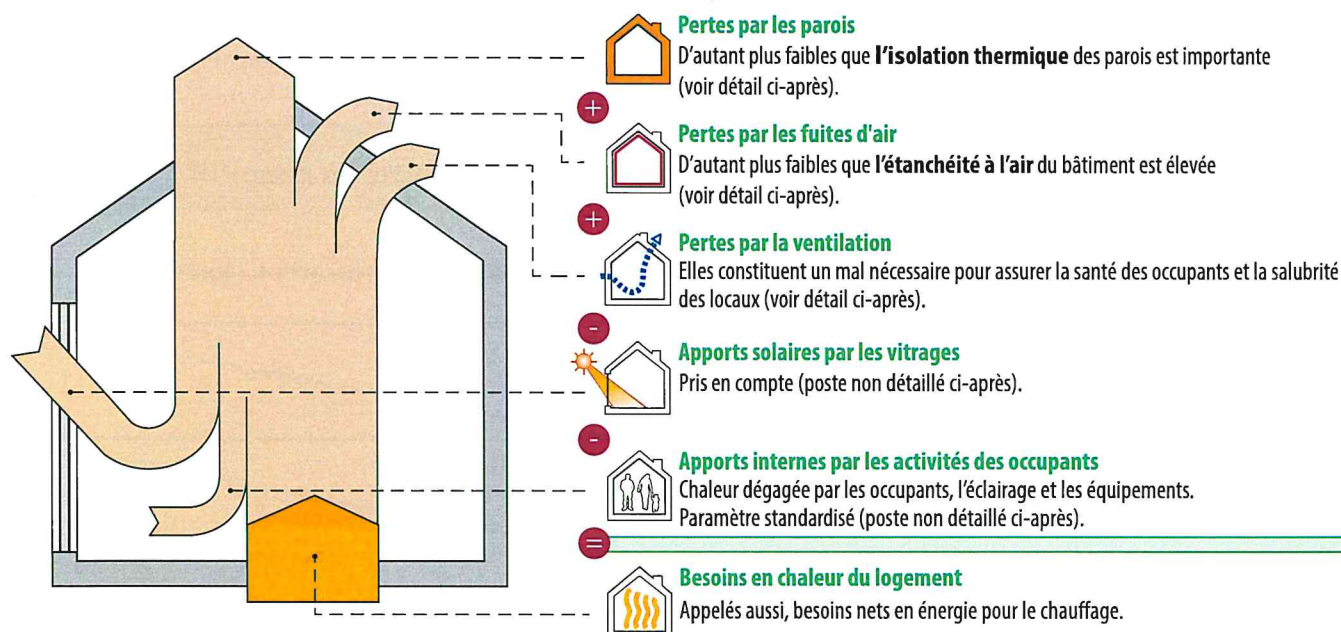 Pertes par les parois
D'autant plus faibles que l'isolation thermique des parois est importante
(voir détail ci-après).
+
Pertes par les fuites d'air
D'autant plus faibles que l'étanchéité à l'air du bâtiment est élevée
(voir détail ci-après).
+
Pertes par la ventilation
Elles constituent un mal nécessaire pour assurer la santé des occupants et la salubrité
des locaux (voir détail ci-après).
-
Apports solaires par les vitrages
Pris en compte (poste non détaillé ci-après).
-
Apports internes par les activités des occupants
Chaleur dégagée par les occupants, l'éclairage et les équipements.
Paramètre standardisé (poste non détaillé ci-après).
=
Besoins en chaleur du logement
Appelés aussi, besoins nets en énergie pour le chauffage.